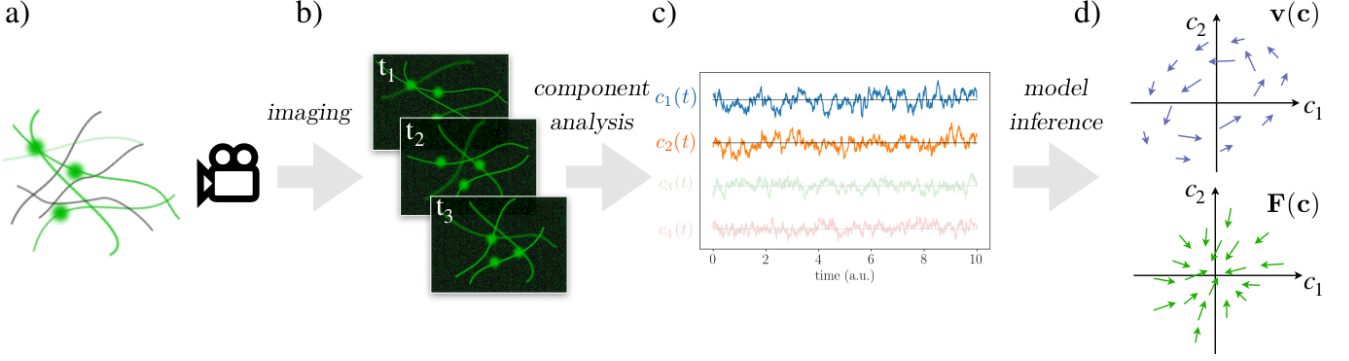 a)
b)
c)
d)
imaging
t₁
t₂
t₃
component
analysis
c₁(t)
c₂(t)
c₃(t)
c₄(t)
0 2 4 6 8 10
time (a.u.)
model
inference
c₂
v(c)
c₁
c₂
F(c)
c₁